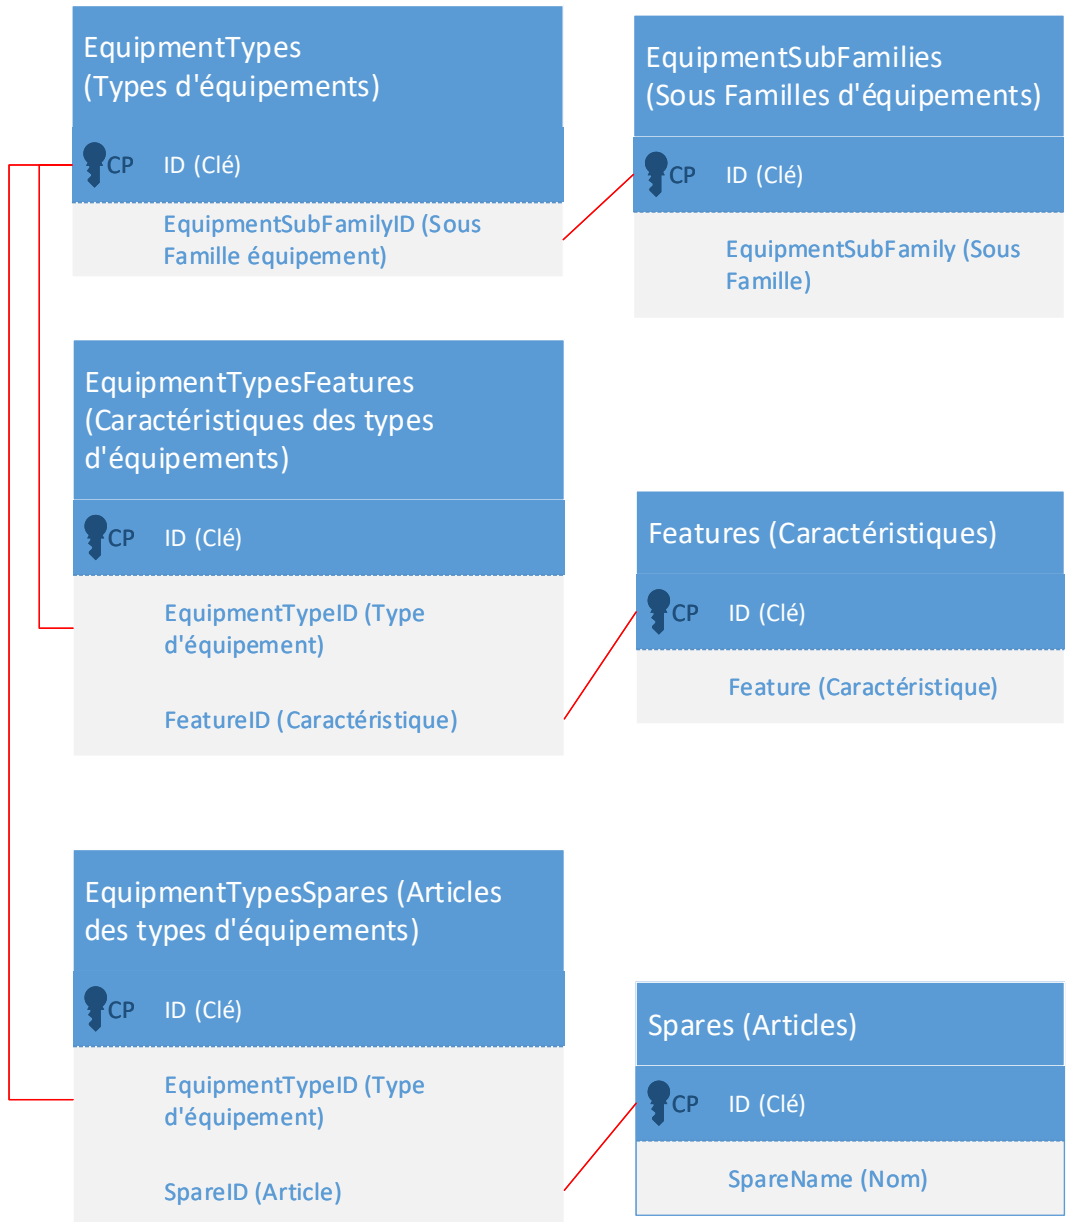 EquipmentTypes
(Types d'équipements)
CP ID (Clé)
EquipmentSubFamilyID (Sous
Famille équipement)
EquipmentSubFamilies
(Sous Familles d'équipements)
CP ID (Clé)
EquipmentSubFamily (Sous
Famille)
EquipmentTypesFeatures
(Caractéristiques des types
d'équipements)
CP ID (Clé)
EquipmentTypeID (Type
d'équipement)
FeatureID (Caractéristique)
Features (Caractéristiques)
CP ID (Clé)
Feature (Caractéristique)
EquipmentTypesSpares (Articles
des types d'équipements)
CP ID (Clé)
EquipmentTypeID (Type
d'équipement)
SpareID (Article)
Spares (Articles)
CP ID (Clé)
SpareName (Nom)